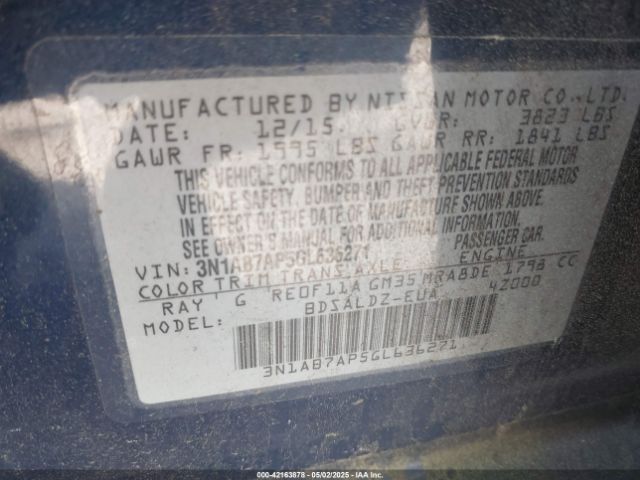 MANUFACTURED BY NISSAN MOTOR CO., LTD.
DATE: 12/15 GVWR: 3823 LBS
GAWR FR: 1995 LBS GAWR RR: 1841 LBS
THIS VEHICLE CONFORMS TO ALL APPLICABLE FEDERAL MOTOR
VEHICLE SAFETY, BUMPER AND THEFT PREVENTION STANDARDS
IN EFFECT ON THE DATE OF MANUFACTURE SHOWN ABOVE.
SEE OWNER'S MANUAL FOR ADDITIONAL INFORMATION.
VIN: 3N1AB7AP5GL636271 PASSENGER CAR
COLOR TRIM TRANS AXLE ENGINE
RAY G RE0F11A GM35 MRA8DE 1798 CC
MODEL: BDSALDZ-EUA 4Z000
3N1AB7AP5GL636271
000-42163878 05/02/2025 IAAI.COM